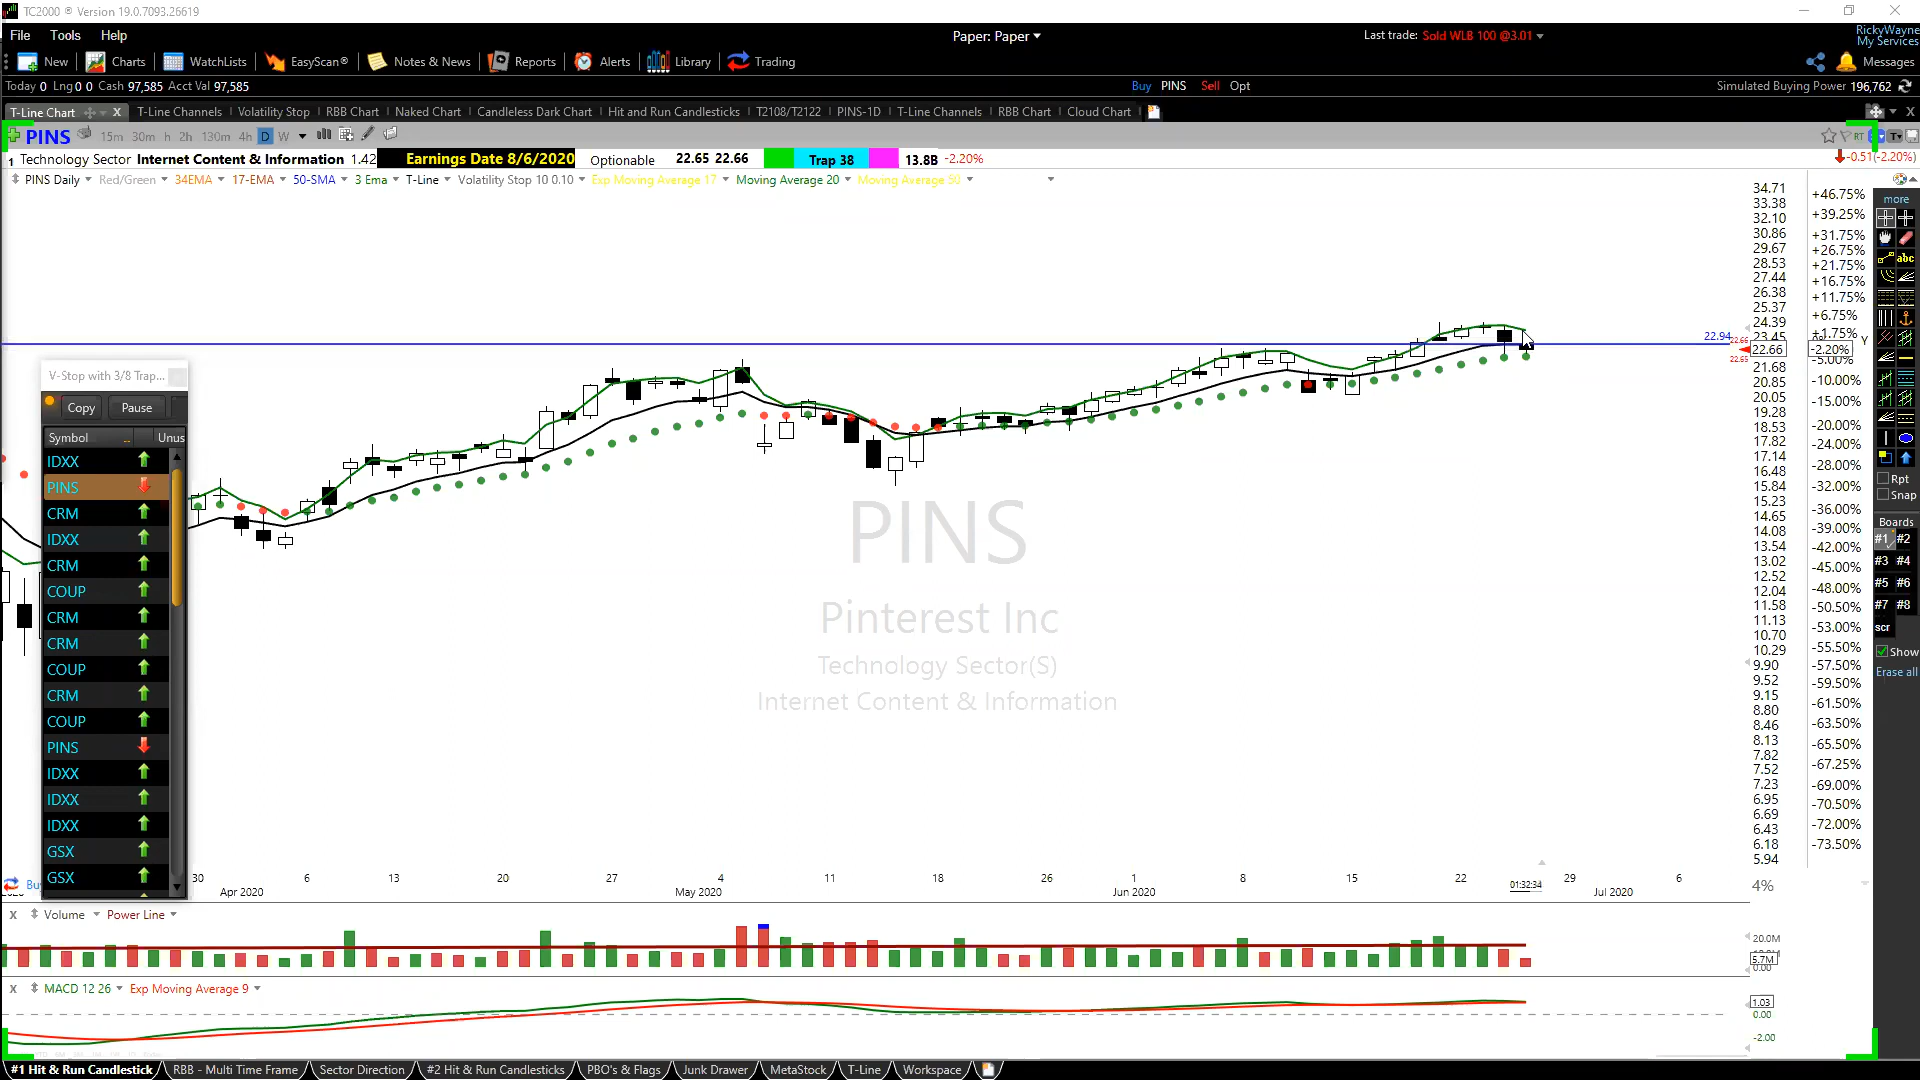 TC2000 ® Version 19.0.7093.26619
File Tools Help
Paper: Paper
Last trade: Sold WLB 100 @3.01
RickyWayne
My Services
New Charts WatchLists EasyScan® Notes & News Reports Alerts Library Trading
Messages
Today 0 Lng 0 0 Cash 97,585 Acct Val 97,585
Buy PINS Sell Opt
Simulated Buying Power 196,762
T-Line Chart X T-Line Channels Volatility Stop RBB Chart Naked Chart Candleless Dark Chart Hit and Run Candlesticks T2108/T2122 PINS-1D T-Line Channels RBB Chart Cloud Chart
X
PINS 15m 30m h 2h 130m 4h D W
RT
1 Technology Sector Internet Content & Information 1.42 Earnings Date 8/6/2020 Optionable 22.65 22.66 Trap 38 13.8B -2.20%
-0.51(-2.20%)
PINS Daily Red/Green 34EMA 17-EMA 50-SMA 3 Ema T-Line Volatility Stop 10 0.10 Exp Moving Average 17 Moving Average 20 Moving Average 50
34.71
33.38
32.10
30.86
29.67
28.53
27.44
26.38
25.37
24.39
23.45
22.94
22.66
22.66
22.65
21.68
20.85
20.05
19.28
18.53
17.82
17.14
16.48
15.84
15.23
14.65
14.08
13.54
13.02
12.52
12.04
11.58
11.13
10.70
10.29
9.90
9.52
9.15
8.80
8.46
8.13
7.82
7.52
7.23
6.95
6.69
6.43
6.18
5.94
4%
+46.75%
+39.25%
+31.75%
+26.75%
+21.75%
+16.75%
+11.75%
+6.75%
+1.75%
Y
-2.20%
-5.00%
-10.00%
-15.00%
-20.00%
-24.00%
-28.00%
-32.00%
-36.00%
-39.00%
-42.00%
-45.00%
-48.00%
-50.50%
-53.00%
-55.50%
-57.50%
-59.50%
-61.50%
-63.50%
-65.50%
-67.25%
-69.00%
-70.50%
-72.00%
-73.50%
more
abc
Rpt
Snap
Boards
#1 #2
#3 #4
#5 #6
#7 #8
scr
Show
Erase all
V-Stop with 3/8 Trap...
Copy Pause
Symbol Unus
IDXX
PINS
CRM
IDXX
CRM
COUP
CRM
CRM
COUP
CRM
COUP
PINS
IDXX
IDXX
IDXX
GSX
GSX
PINS
Pinterest Inc
Technology Sector(S)
Internet Content & Information
30 6 13 20 27 4 11 18 26 1 8 15 22 01:32:34 29 6
Apr 2020 May 2020 Jun 2020 Jul 2020
X Volume Power Line
20.0M
5.7M
0.00
X MACD 12 26 Exp Moving Average 9
1.03
0.00
-2.00
#1 Hit & Run Candlestick RBB - Multi Time Frame Sector Direction #2 Hit & Run Candlesticks PBO's & Flags Junk Drawer MetaStock T-Line Workspace